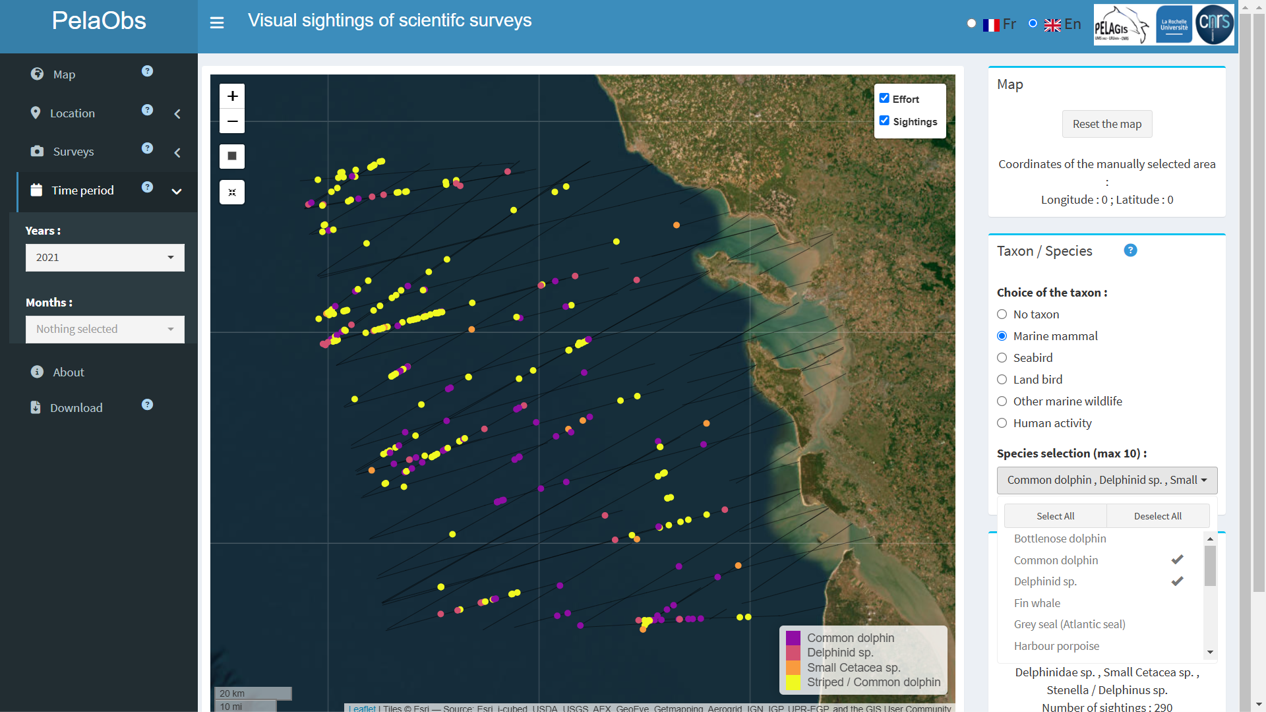 PelaObs
Visual sightings of scientifc surveys
Fr
En
PELAGIS
La Rochelle
Université
cnrs
Map
Location
Surveys
Time period
Years :
2021
Months :
Nothing selected
About
Download
+
−
Effort
Sightings
Common dolphin
Delphinid sp.
Small Cetacea sp.
Striped / Common dolphin
20 km
10 mi
Leaflet | Tiles © Esri — Source: Esri, i-cubed, USDA, USGS, AEX, GeoEye, Getmapping, Aerogrid, IGN, IGP, UPR-EGP, and the GIS User Community
Map
Reset the map
Coordinates of the manually selected area
:
Longitude : 0 ; Latitude : 0
Taxon / Species
Choice of the taxon :
No taxon
Marine mammal
Seabird
Land bird
Other marine wildlife
Human activity
Species selection (max 10) :
Common dolphin , Delphinid sp. , Small
Select All
Deselect All
Bottlenose dolphin
Common dolphin
Delphinid sp.
Fin whale
Grey seal (Atlantic seal)
Harbour porpoise
Delphinidae sp. , Small Cetacea sp. ,
Stenella / Delphinus sp.
Number of sightings : 290